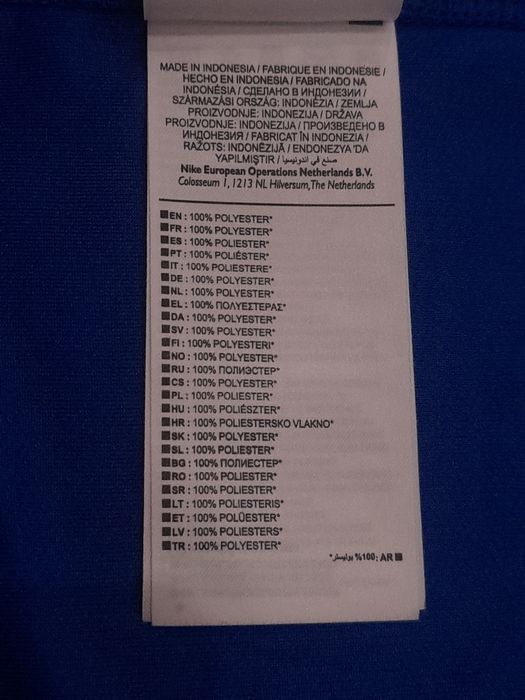 MADE IN INDONESIA / FABRIQUE EN INDONESIE /
HECHO EN INDONESIA / FABRICADO NA
INDONÉSIA / СДЕЛАНО В ИНДОНЕЗИИ /
SZÁRMAZÁSI ORSZÁG: INDONÉZIA / ZEMLJA
PROIZVODNJE: INDONEZIJA / DRŽAVA
PROIZVODNJE: INDONEZIJA / ПРОИЗВЕДЕНО В
ИНДОНЕЗИЯ / FABRICAT ÎN INDONEZIA /
RAŽOTS: INDONĒZIJĀ / ENDONEZYA 'DA
YAPILMIŞTIR / صنع في اندونيسيا
Nike European Operations Netherlands B.V.
Colosseum 1, 1213 NL Hilversum, The Netherlands
EN : 100% POLYESTER*
FR : 100% POLYESTER*
ES : 100% POLIESTER*
PT : 100% POLIÉSTER*
IT : 100% POLIESTERE*
DE : 100% POLYESTER*
NL : 100% POLYESTER*
EL : 100% ΠΟΛΥΕΣΤΕΡΑΣ*
DA : 100% POLYESTER*
SV : 100% POLYESTER*
FI : 100% POLYESTERI*
NO : 100% POLYESTER*
RU : 100% ПОЛИЭСТЕР*
CS : 100% POLYESTER*
PL : 100% POLIESTER*
HU : 100% POLIÉSZTER*
HR : 100% POLIESTERSKO VLAKNO*
SK : 100% POLYESTER*
SL : 100% POLIESTER*
BG : 100% ПОЛИЕСТЕР*
RO : 100% POLIESTER*
SR : 100% POLIESTER*
LT : 100% POLIESTERIS*
ET : 100% POLÜESTER*
LV : 100% POLIESTERS*
TR : 100% POLYESTER*
AR :%100 بوليستر*